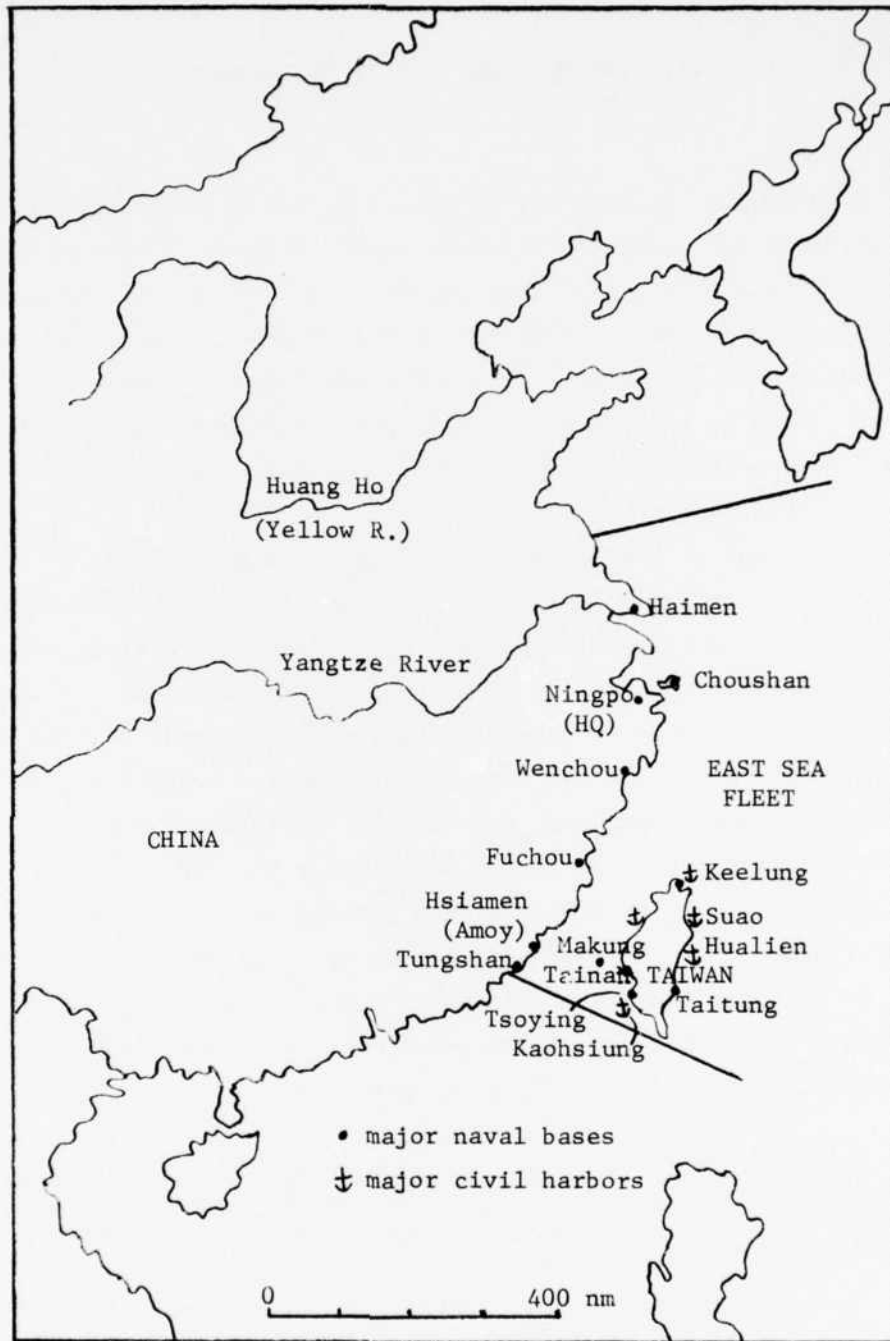 Huang Ho
(Yellow R.)
Haimen
Yangtze River
Choushan
Ningpo
(HQ)
Wenchou
EAST SEA
FLEET
CHINA
Fuchou
Keelung
Hsiamen
(Amoy)
Suao
Makung
Hualien
Tungshan
Tainan
TAIWAN
Taitung
Tsoying
Kaohsiung
major naval bases
major civil harbors
0
400 nm